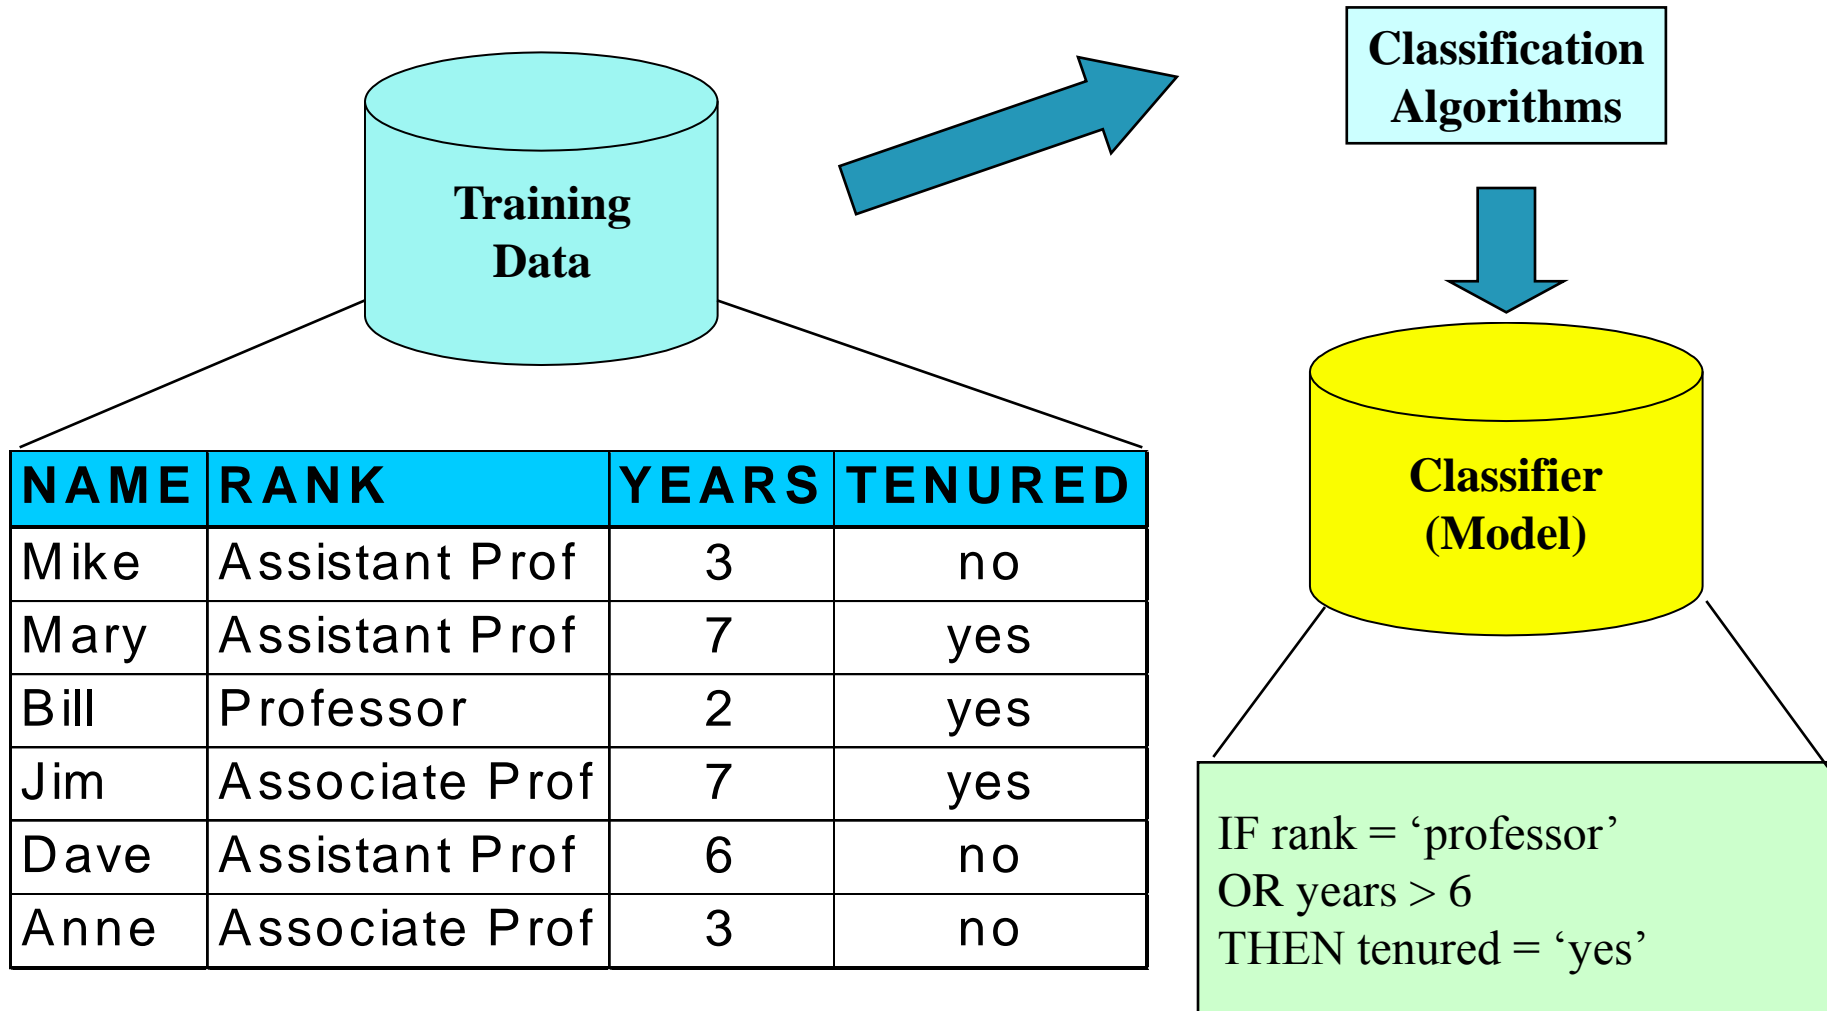 Classification
Algorithms
Training
Data
NAME RANK YEARS TENURED
Mike Assistant Prof 3 no
Mary Assistant Prof 7 yes
Bill Professor 2 yes
Jim Associate Prof 7 yes
Dave Assistant Prof 6 no
Anne Associate Prof 3 no
Classifier
(Model)
IF rank = ‘professor’
OR years > 6
THEN tenured = ‘yes’